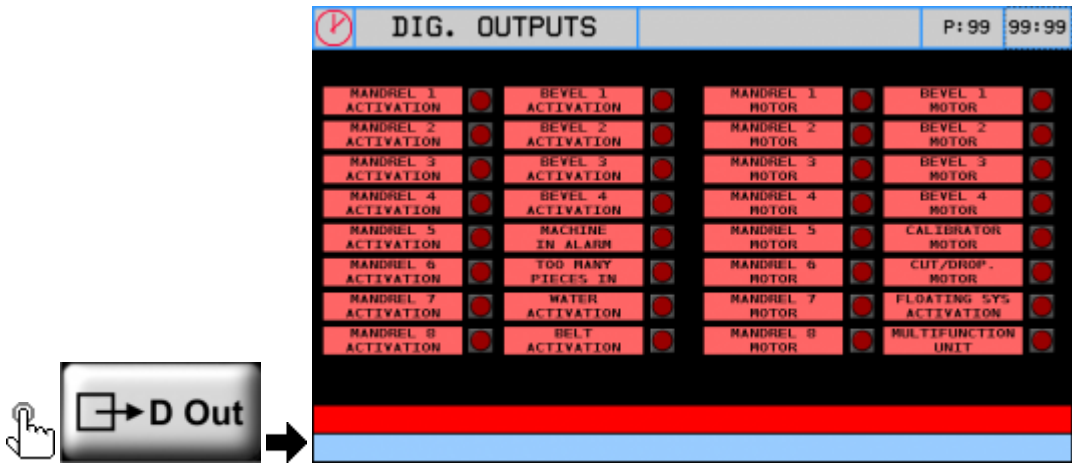 DIG. OUTPUTS P:99 99:99
MANDREL 1 ACTIVATION
BEVEL 1 ACTIVATION
MANDREL 1 MOTOR
BEVEL 1 MOTOR
MANDREL 2 ACTIVATION
BEVEL 2 ACTIVATION
MANDREL 2 MOTOR
BEVEL 2 MOTOR
MANDREL 3 ACTIVATION
BEVEL 3 ACTIVATION
MANDREL 3 MOTOR
BEVEL 3 MOTOR
MANDREL 4 ACTIVATION
BEVEL 4 ACTIVATION
MANDREL 4 MOTOR
BEVEL 4 MOTOR
MANDREL 5 ACTIVATION
MACHINE IN ALARM
MANDREL 5 MOTOR
CALIBRATOR MOTOR
MANDREL 6 ACTIVATION
TOO MANY PIECES IN
MANDREL 6 MOTOR
CUT/DROP. MOTOR
MANDREL 7 ACTIVATION
WATER ACTIVATION
MANDREL 7 MOTOR
FLOATING SYS ACTIVATION
MANDREL 8 ACTIVATION
BELT ACTIVATION
MANDREL 8 MOTOR
MULTIFUNCTION UNIT
D Out